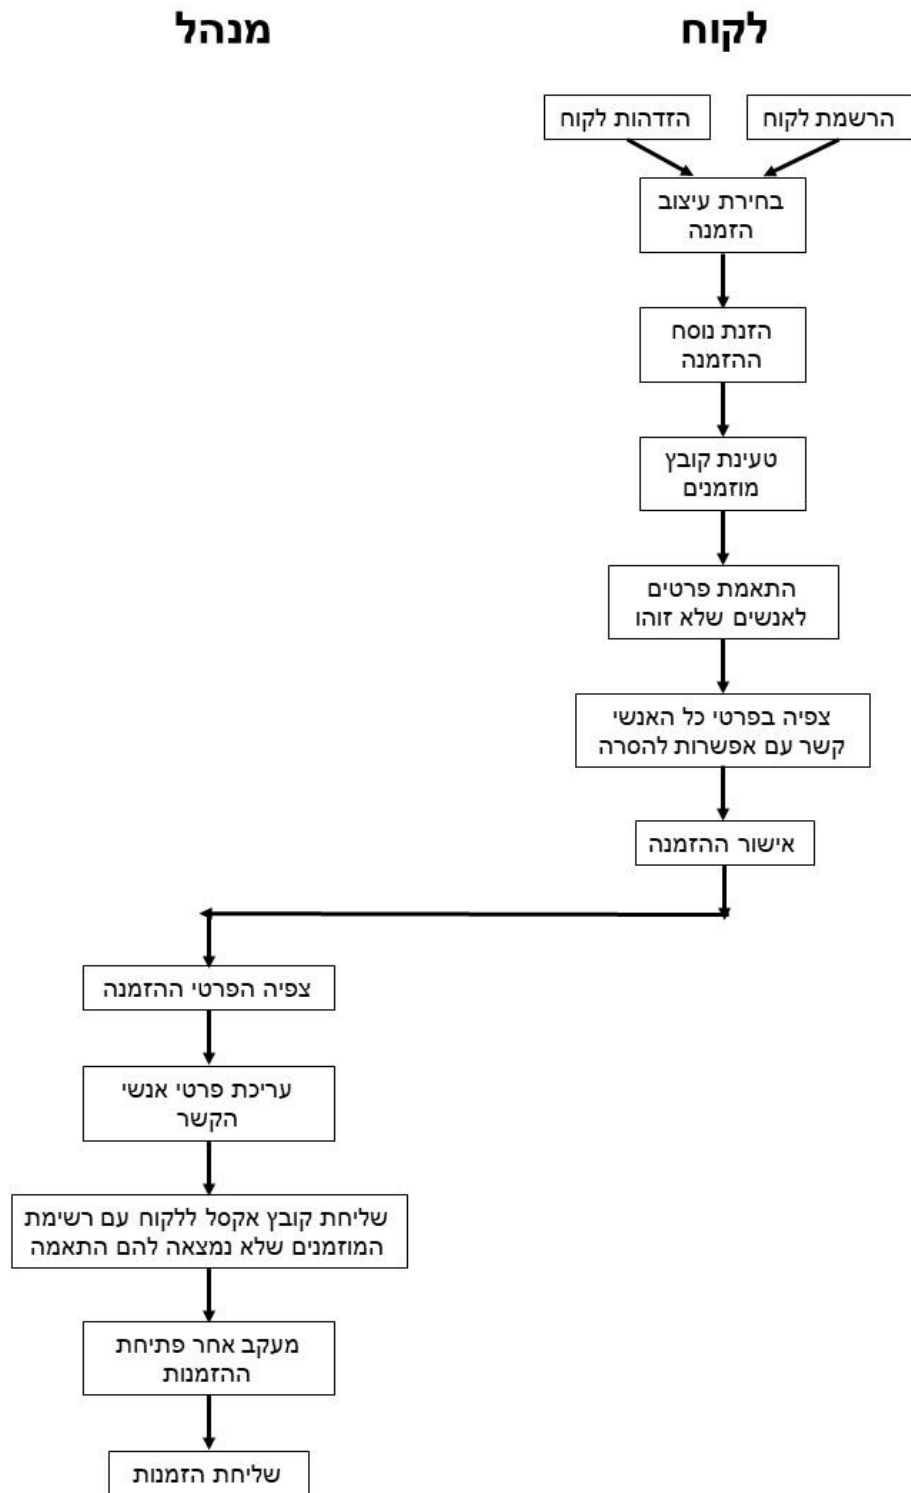 לקוח
מנהל
הרשמת לקוח
הזדהות לקוח
בחירת עיצוב
הזמנה
הזנת נוסח
ההזמנה
טעינת קובץ
מוזמנים
התאמת פרטים
לאנשים שלא זוהו
צפיה בפרטי כל האנשי
קשר עם אפשרות להסרה
אישור ההזמנה
צפיה הפרטי ההזמנה
עריכת פרטי אנשי
הקשר
שליחת קובץ אקסל ללקוח עם רשימת
המוזמנים שלא נמצאה להם התאמה
מעקב אחר פתיחת
ההזמנות
שליחת הזמנות